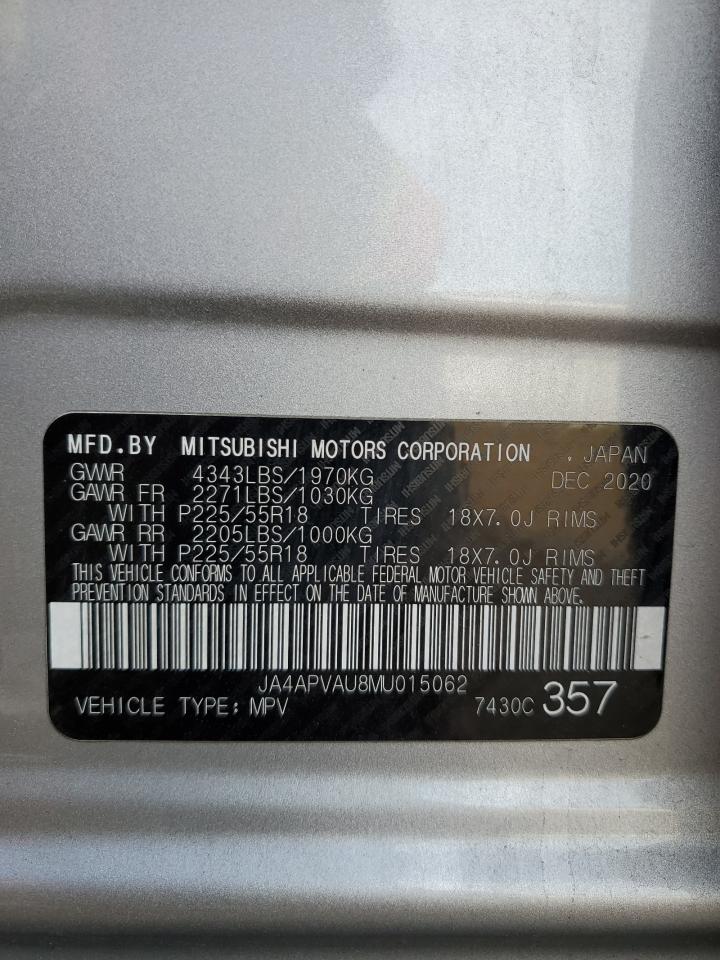 MFD.BY MITSUBISHI MOTORS CORPORATION , JAPAN
GVWR 4343LBS/1970KG DEC 2020
GAWR FR 2271LBS/1030KG
WITH P225/55R18 TIRES 18X7.0J RIMS
GAWR RR 2205LBS/1000KG
WITH P225/55R18 TIRES 18X7.0J RIMS
THIS VEHICLE CONFORMS TO ALL APPLICABLE FEDERAL MOTOR VEHICLE SAFETY AND THEFT
PREVENTION STANDARDS IN EFFECT ON THE DATE OF MANUFACTURE SHOWN ABOVE.
JA4APVAU8MU015062
VEHICLE TYPE: MPV 7430C 357